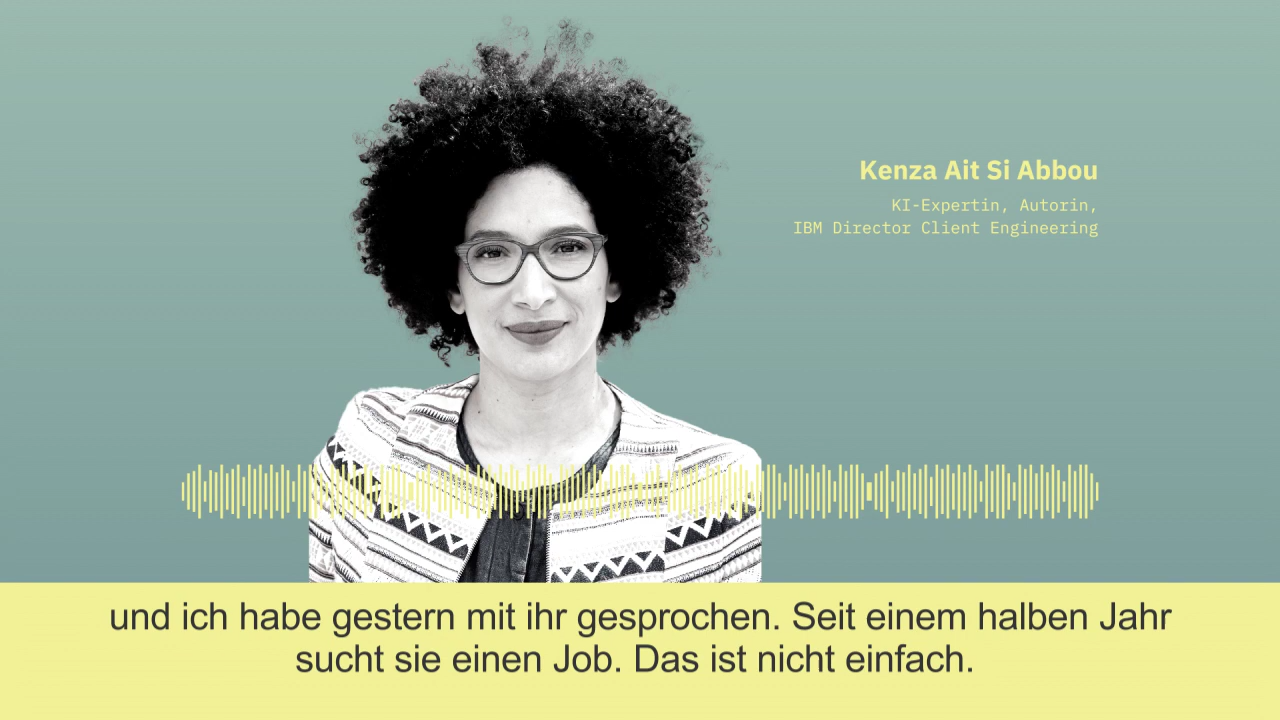 Kenza Ait Si Abbou
KI-Expertin, Autorin,
IBM Director Client Engineering
und ich habe gestern mit ihr gesprochen. Seit einem halben Jahr
sucht sie einen Job. Das ist nicht einfach.